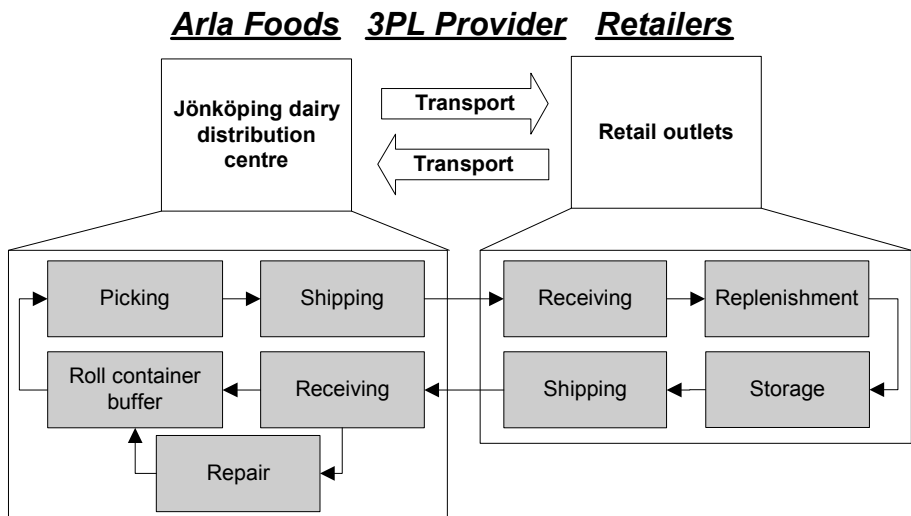 Arla Foods 3PL Provider Retailers
Jönköping dairy
distribution
centre
Transport
Transport
Retail outlets
Picking
Shipping
Receiving
Replenishment
Roll container
buffer
Receiving
Shipping
Storage
Repair